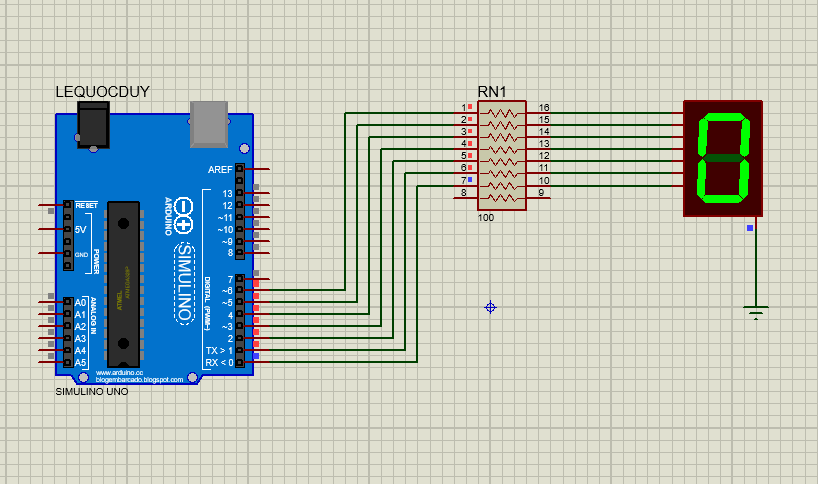 LEQUOCDUY
RN1
1 16
2 15
3 14
4 13
5 12
6 11
7 10
8 9
100
AREF
13
12
~11
~10
~9
8
7
~6
~5
4
~3
2
TX > 1
RX < 0
RESET
5V
GND
POWER
A0
A1
A2
A3
A4
A5
ANALOG IN
ARDUINO
SIMULINO
DIGITAL (PWM~)
ATMEL
www.arduino.cc
blogembarcado.blogspot.com
SIMULINO UNO